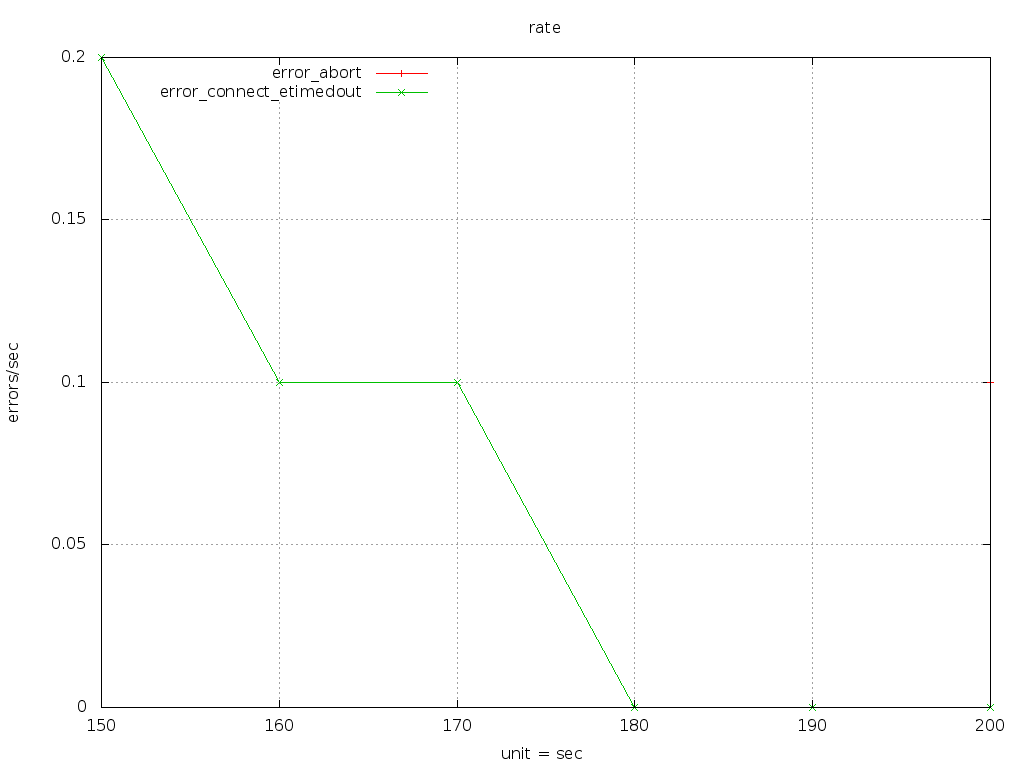 rate
0.2
error_abort
error_connect_etimedout
0.15
errors/sec
0.1
0.05
0
150 160 170 180 190 200
unit = sec